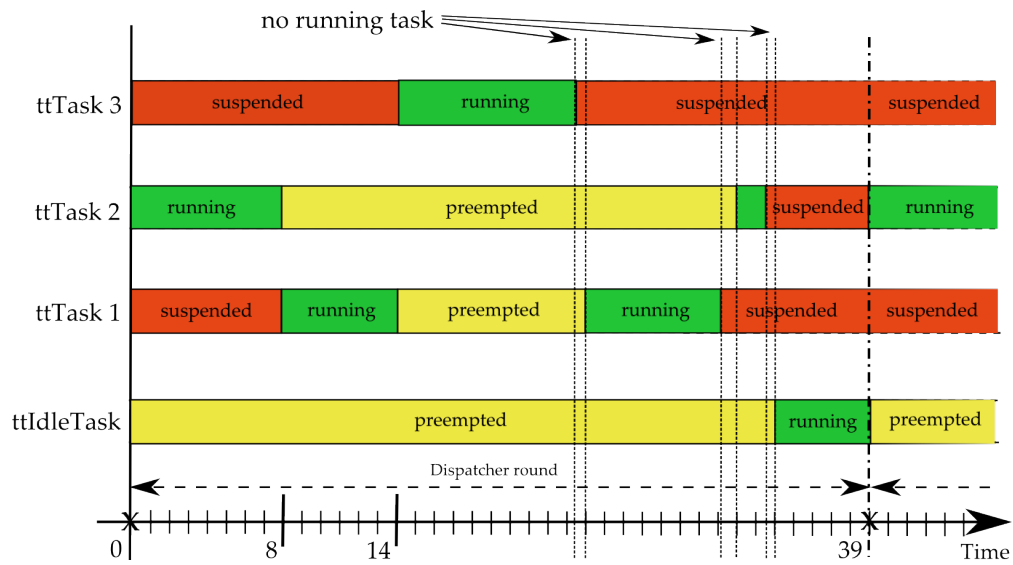 no running task
ttTask 3
suspended
running
suspended
suspended
ttTask 2
running
preempted
suspended
running
ttTask 1
suspended
running
preempted
running
suspended
suspended
ttIdleTask
preempted
running
preempted
Dispatcher round
0
8
14
39
Time